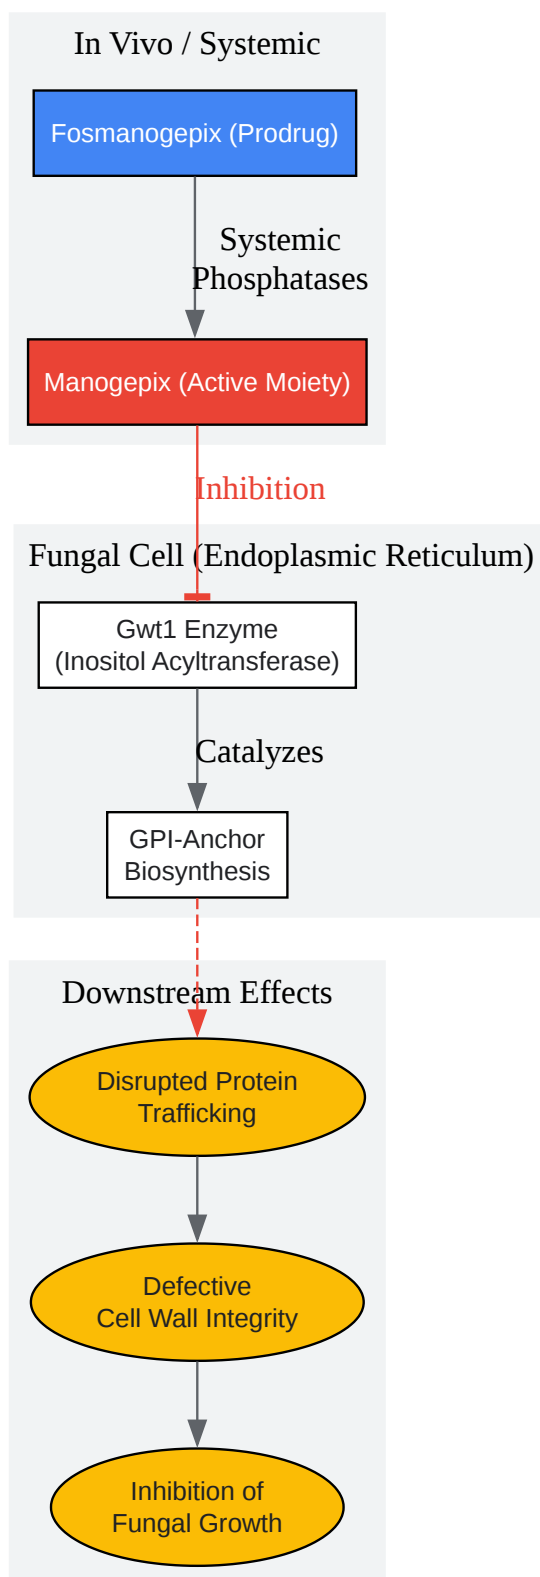 In Vivo / Systemic
Fosmanogepix (Prodrug)
Systemic
Phosphatases
Manogepix (Active Moiety)
Inhibition
Fungal Cell (Endoplasmic Reticulum)
Gwt1 Enzyme
(Inositol Acyltransferase)
Catalyzes
GPI-Anchor
Biosynthesis
Downstream Effects
Disrupted Protein
Trafficking
Defective
Cell Wall Integrity
Inhibition of
Fungal Growth